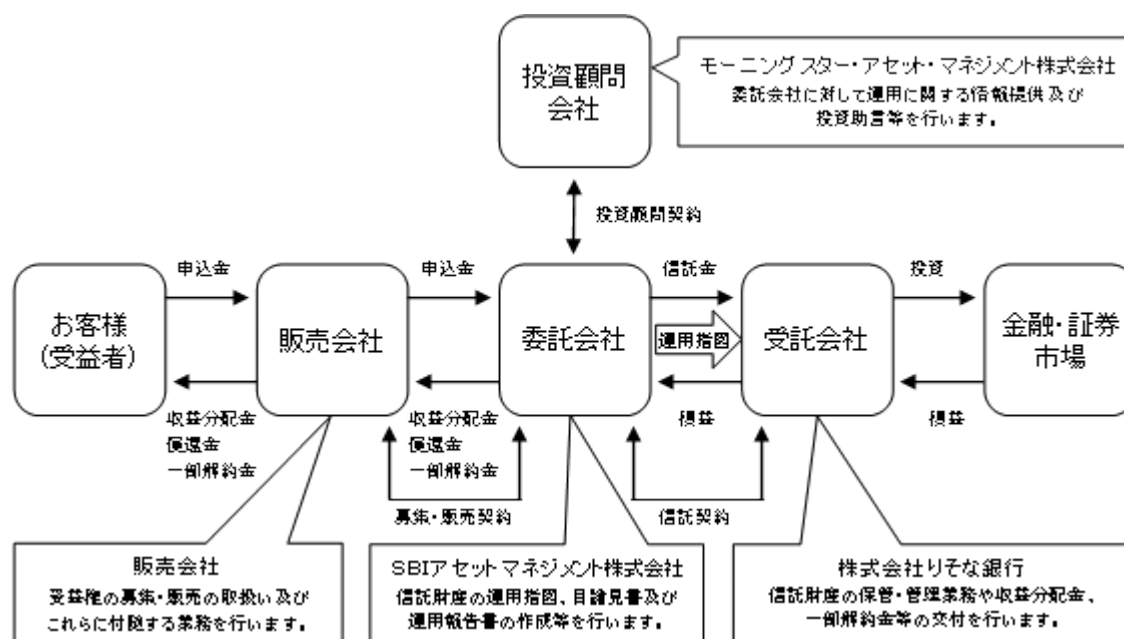 投資顧問
会社
モーニングスター・アセット・マネジメント株式会社
委託会社に対して運用に関する情報提供及び
投資助言等を行います。
投資顧問契約
申込金
申込金
信託金
投資
お客様
(受益者)
販売会社
委託会社
運用指図
受託会社
金融・証券
市場
収益分配金
償還金
一部解約金
収益分配金
償還金
一部解約金
損益
損益
募集・販売契約
信託契約
販売会社
受益権の募集・販売の取扱い及び
これらに付随する業務を行います。
SBIアセットマネジメント株式会社
信託財産の運用指図、目論見書及び
運用報告書の作成等を行います。
株式会社りそな銀行
信託財産の保管・管理業務や収益分配金、
一部解約金等の交付を行います。